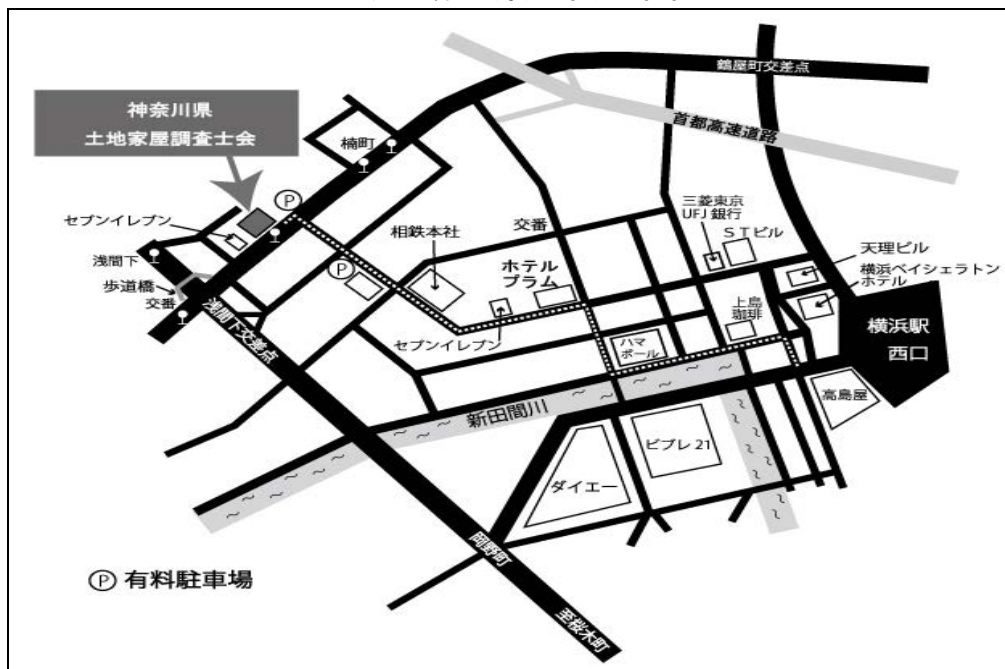 鶴屋町交差点
首都高速道路
神奈川県
土地家屋調査士会
楠町
P
セブンイレブン
浅間下
歩道橋
交番
浅間下交差点
P
相鉄本社
交番
ホテル
プラム
セブンイレブン
三菱東京
UFJ銀行
STビル
天理ビル
横浜ベイシェラトン
ホテル
上島
珈琲
ハマ
ボール
横浜駅
西口
高島屋
新田間川
ビブレ21
ダイエー
岡野町
至桜木町
P 有料駐車場